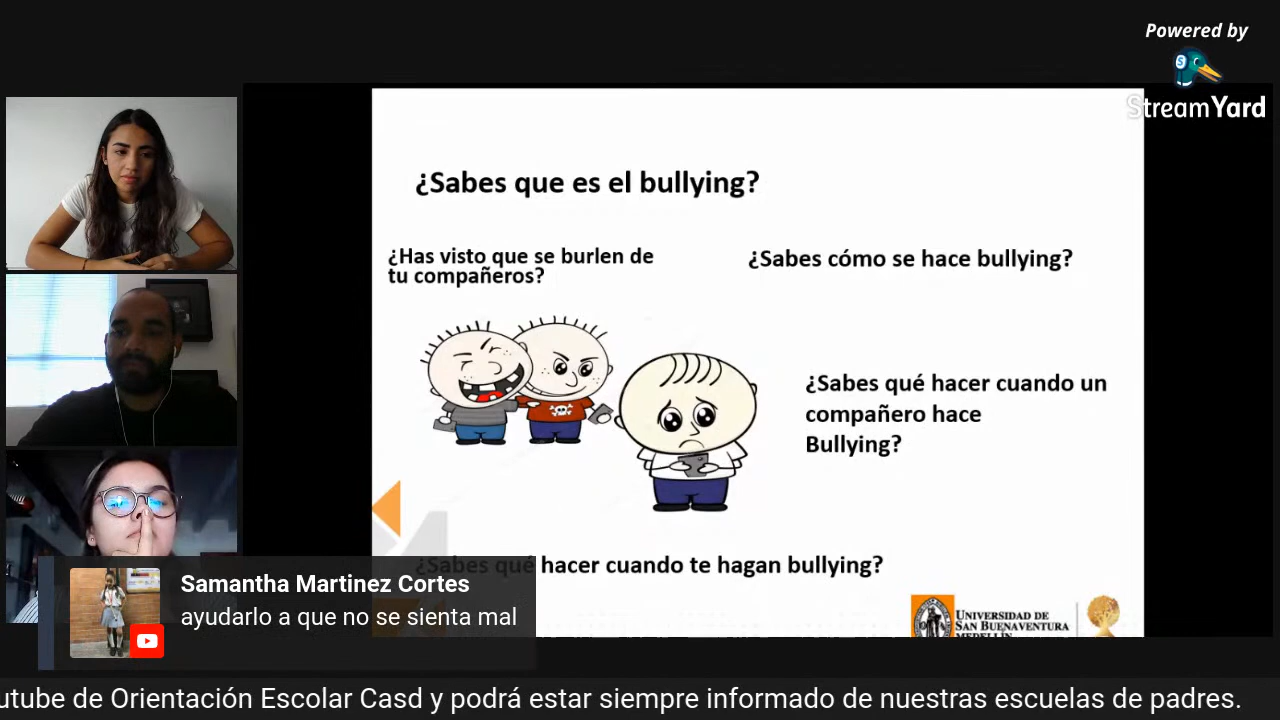 Powered by
StreamYard
¿Sabes que es el bullying?
¿Has visto que se burlen de
tu compañeros?
¿Sabes cómo se hace bullying?
¿Sabes qué hacer cuando un
compañero hace
Bullying?
¿Sabes qué hacer cuando te hagan bullying?
UNIVERSIDAD DE
SAN BUENAVENTURA
MEDELLÍN
Samantha Martinez Cortes
ayudarlo a que no se sienta mal
utube de Orientación Escolar Casd y podrá estar siempre informado de nuestras escuelas de padres.